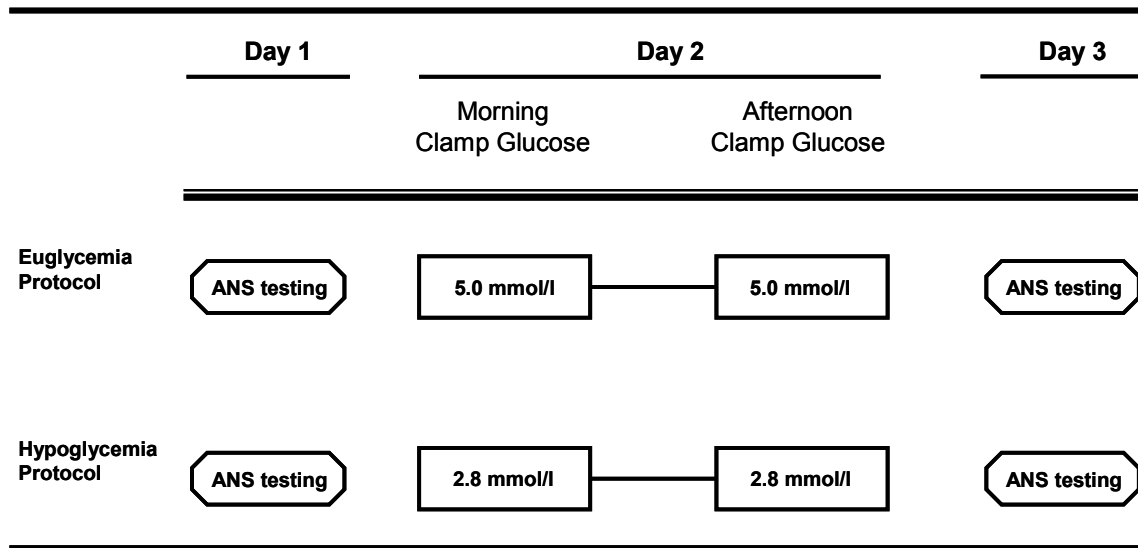 Day 1 Day 2 Day 3
Morning Afternoon
Clamp Glucose Clamp Glucose
Euglycemia
Protocol
ANS testing 5.0 mmol/l 5.0 mmol/l ANS testing
Hypoglycemia
Protocol
ANS testing 2.8 mmol/l 2.8 mmol/l ANS testing